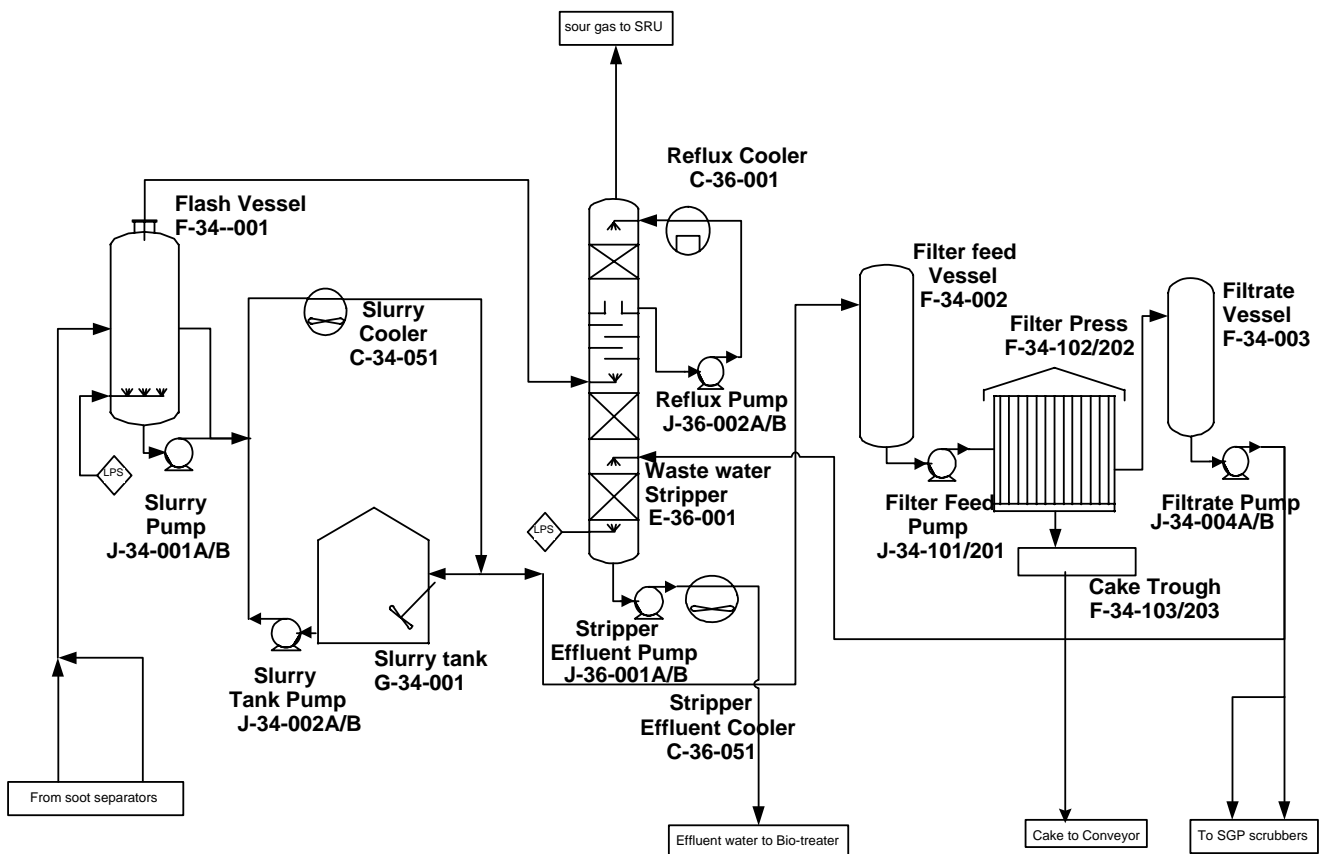 sour gas to SRU
Reflux Cooler
C-36-001
Flash Vessel
F-34--001
Filter feed
Vessel
F-34-002
Filtrate
Vessel
F-34-003
Slurry
Cooler
C-34-051
Filter Press
F-34-102/202
Reflux Pump
J-36-002A/B
LPS
Waste water
Stripper
E-36-001
Slurry
Pump
J-34-001A/B
LPS
Filter Feed
Pump
J-34-101/201
Filtrate Pump
J-34-004A/B
Cake Trough
F-34-103/203
Stripper
Effluent Pump
J-36-001A/B
Slurry tank
G-34-001
Slurry
Tank Pump
J-34-002A/B
Stripper
Effluent Cooler
C-36-051
From soot separators
Effluent water to Bio-treater
Cake to Conveyor
To SGP scrubbers